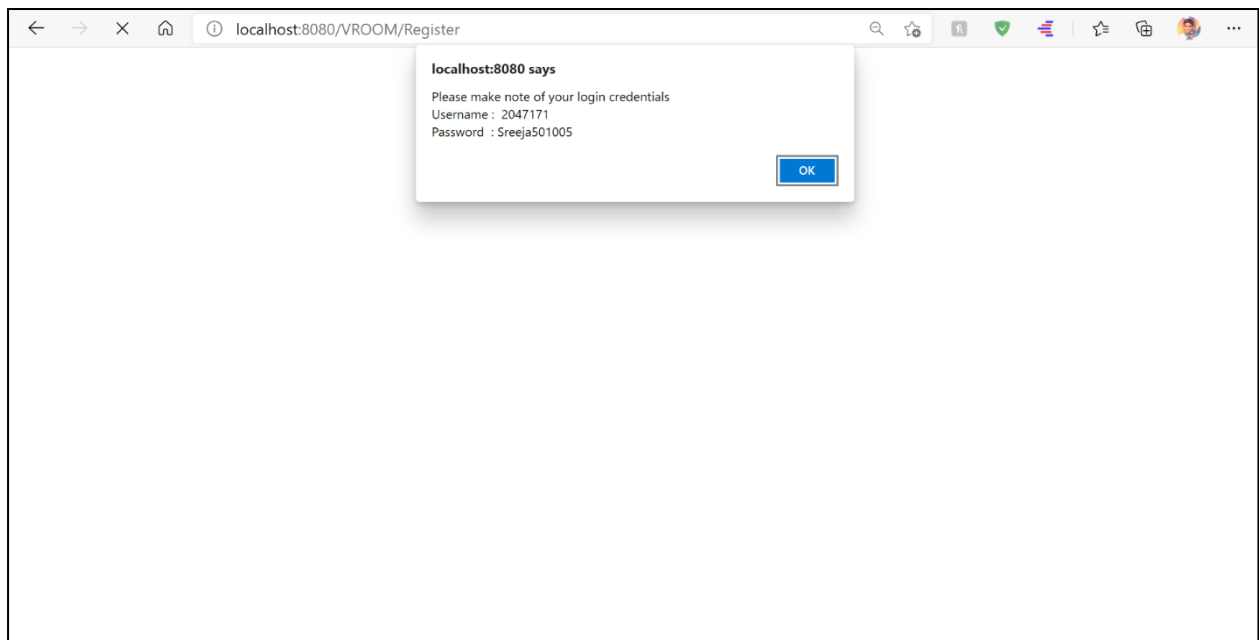 localhost:8080/VROOM/Register
localhost:8080 says
Please make note of your login credentials
Username : 2047171
Password : Sreeja501005
OK